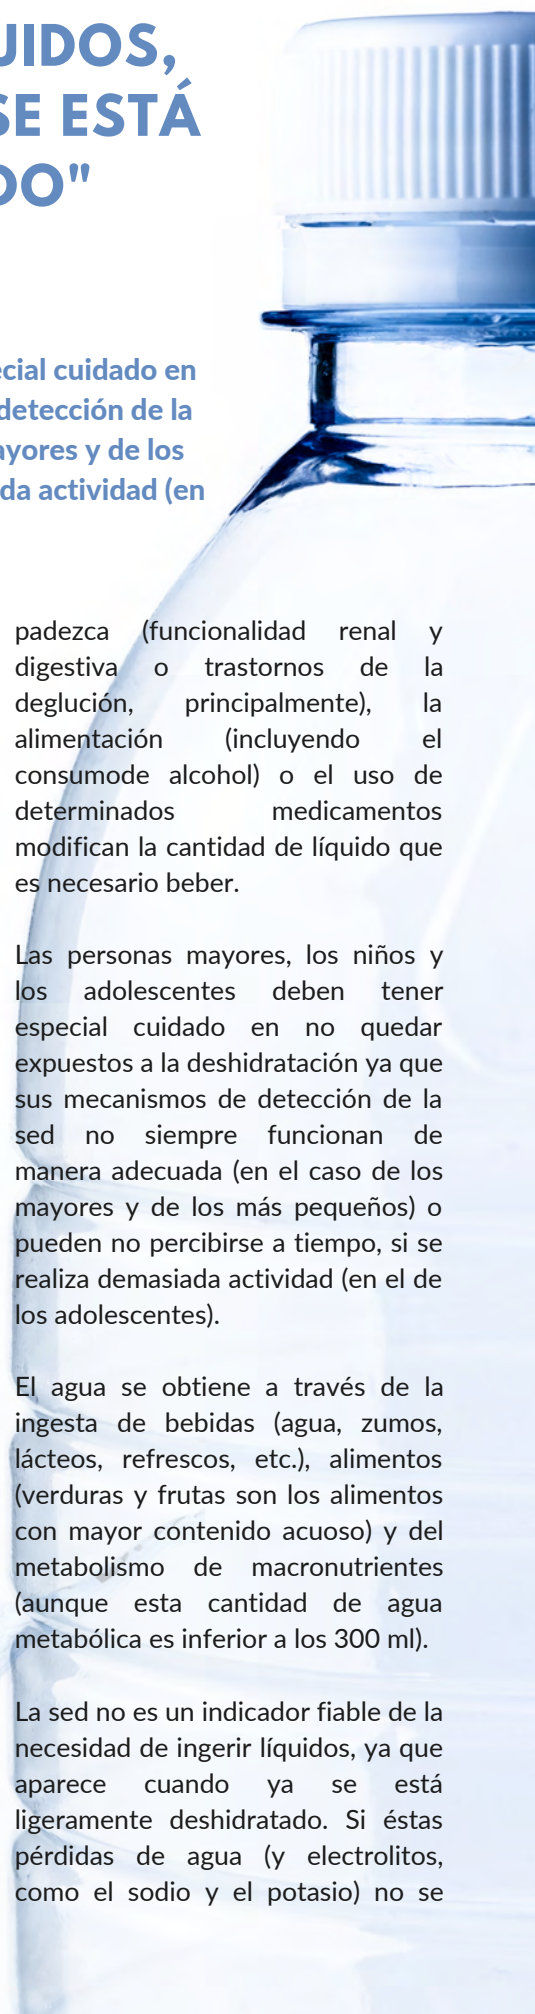 UIDOS,
SE ESTÁ
DO"
ecial cuidado en
detección de la
ayores y de los
da actividad (en
padezca (funcionalidad renal y
digestiva o trastornos de la
deglución, principalmente), la
alimentación (incluyendo el
consumode alcohol) o el uso de
determinados medicamentos
modifican la cantidad de líquido que
es necesario beber.
Las personas mayores, los niños y
los adolescentes deben tener
especial cuidado en no quedar
expuestos a la deshidratación ya que
sus mecanismos de detección de la
sed no siempre funcionan de
manera adecuada (en el caso de los
mayores y de los más pequeños) o
pueden no percibirse a tiempo, si se
realiza demasiada actividad (en el de
los adolescentes).
El agua se obtiene a través de la
ingesta de bebidas (agua, zumos,
lácteos, refrescos, etc.), alimentos
(verduras y frutas son los alimentos
con mayor contenido acuoso) y del
metabolismo de macronutrientes
(aunque esta cantidad de agua
metabólica es inferior a los 300 ml).
La sed no es un indicador fiable de la
necesidad de ingerir líquidos, ya que
aparece cuando ya se está
ligeramente deshidratado. Si éstas
pérdidas de agua (y electrolitos,
como el sodio y el potasio) no se